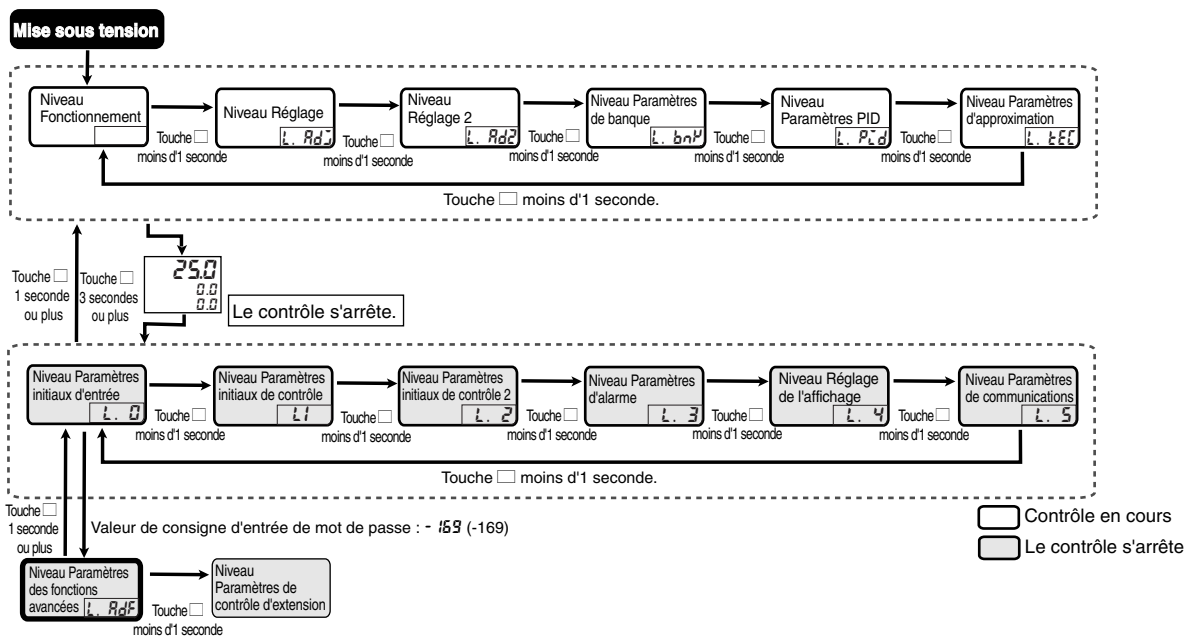 Mise sous tension
Niveau
Fonctionnement
Touche
moins d'1 seconde
Niveau Réglage
L. AdJ
Touche
moins d'1 seconde
Niveau
Réglage 2
L. Ad2
Touche
moins d'1 seconde
Niveau Paramètres
de banque
L. bnK
Touche
moins d'1 seconde
Niveau
Paramètres PID
L. PId
Touche
moins d'1 seconde
Niveau Paramètres
d'approximation
L. tEC
Touche moins d'1 seconde.
Touche
1 seconde
ou plus
Touche
3 secondes
ou plus
25.0
0.0
0.0
Le contrôle s'arrête.
Niveau Paramètres
initiaux d'entrée
L. 0
Touche
moins d'1 seconde
Niveau Paramètres
initiaux de contrôle
L.1
Touche
moins d'1 seconde
Niveau Paramètres
initiaux de contrôle 2
L. 2
Touche
moins d'1 seconde
Niveau Paramètres
d'alarme
L. 3
Touche
moins d'1 seconde
Niveau Réglage
de l'affichage
L. 4
Touche
moins d'1 seconde
Niveau Paramètres
de communications
L. 5
Touche moins d'1 seconde.
Touche
1 seconde
ou plus
Valeur de consigne d'entrée de mot de passe : -169 (-169)
Contrôle en cours
Le contrôle s'arrête
Niveau Paramètres
des fonctions
avancées L. AdF
Touche
moins d'1 seconde
Niveau
Paramètres de
contrôle d'extension